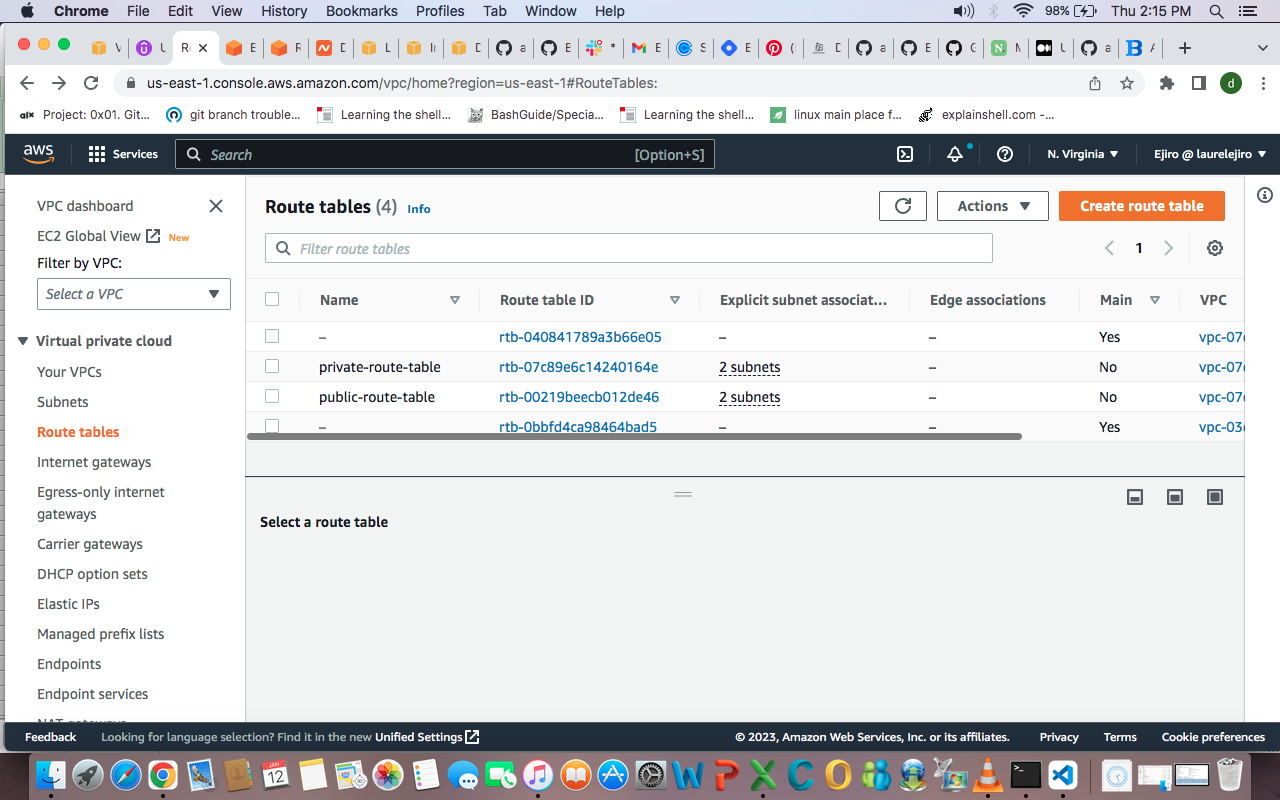 Chrome File Edit View History Bookmarks Profiles Tab Window Help 98% Thu 2:15 PM
us-east-1.console.aws.amazon.com/vpc/home?region=us-east-1#RouteTables: d
Project: 0x01. Git... git branch trouble... Learning the shell... BashGuide/Specia... Learning the shell... linux main place f... explainshell.com -...
aws Services Search [Option+S] N. Virginia Ejiro @ laurelejiro
VPC dashboard
EC2 Global View New
Filter by VPC:
Select a VPC
Virtual private cloud
Your VPCs
Subnets
Route tables
Internet gateways
Egress-only internet
gateways
Carrier gateways
DHCP option sets
Elastic IPs
Managed prefix lists
Endpoints
Endpoint services
NAT gateways
Route tables (4) Info Actions Create route table
Filter route tables 1
Name Route table ID Explicit subnet associat... Edge associations Main VPC
– rtb-040841789a3b66e05 – – Yes vpc-07
private-route-table rtb-07c89e6c14240164e 2 subnets – No vpc-07
public-route-table rtb-00219beecb012de46 2 subnets – No vpc-07
– rtb-0bbfd4ca98464bad5 – – Yes vpc-03
Select a route table
Feedback Looking for language selection? Find it in the new Unified Settings © 2023, Amazon Web Services, Inc. or its affiliates. Privacy Terms Cookie preferences
JAN
12